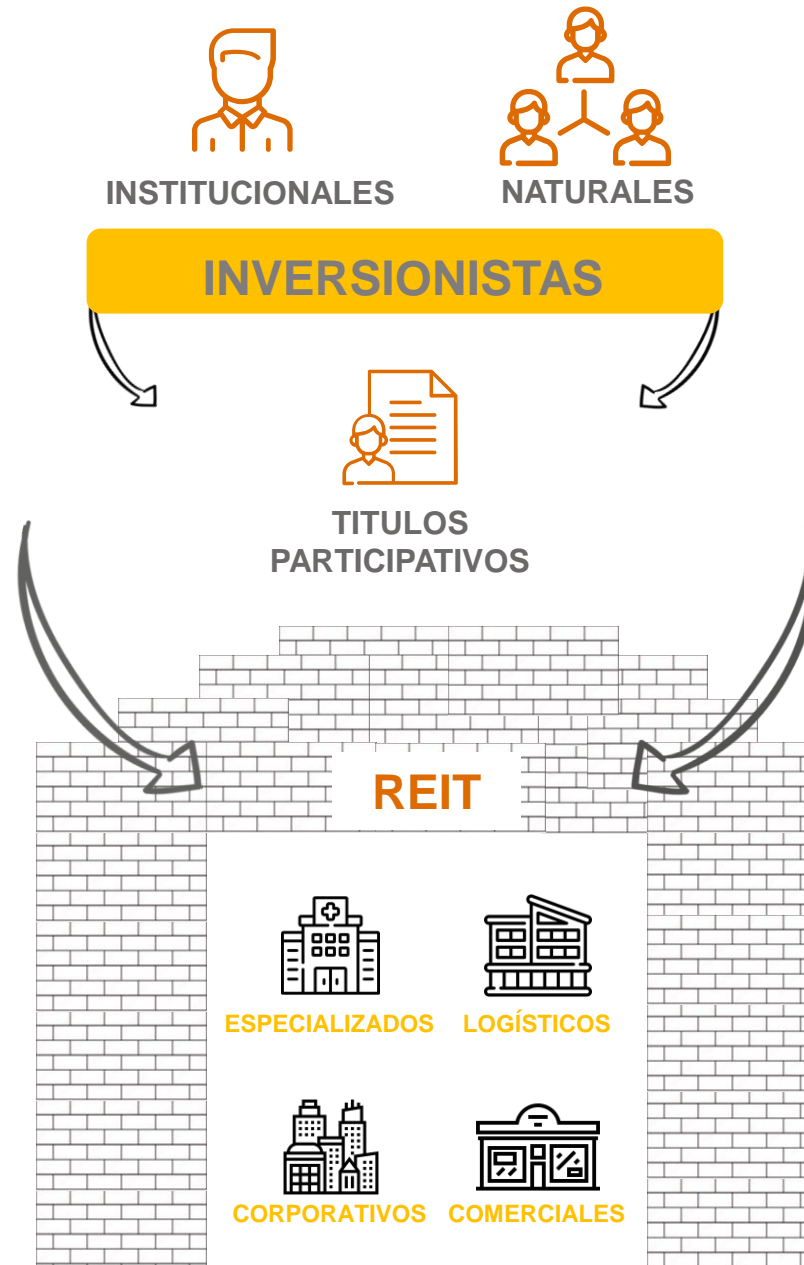 INSTITUCIONALES
NATURALES
INVERSIONISTAS
TITULOS
PARTICIPATIVOS
REIT
ESPECIALIZADOS
LOGÍSTICOS
CORPORATIVOS
COMERCIALES